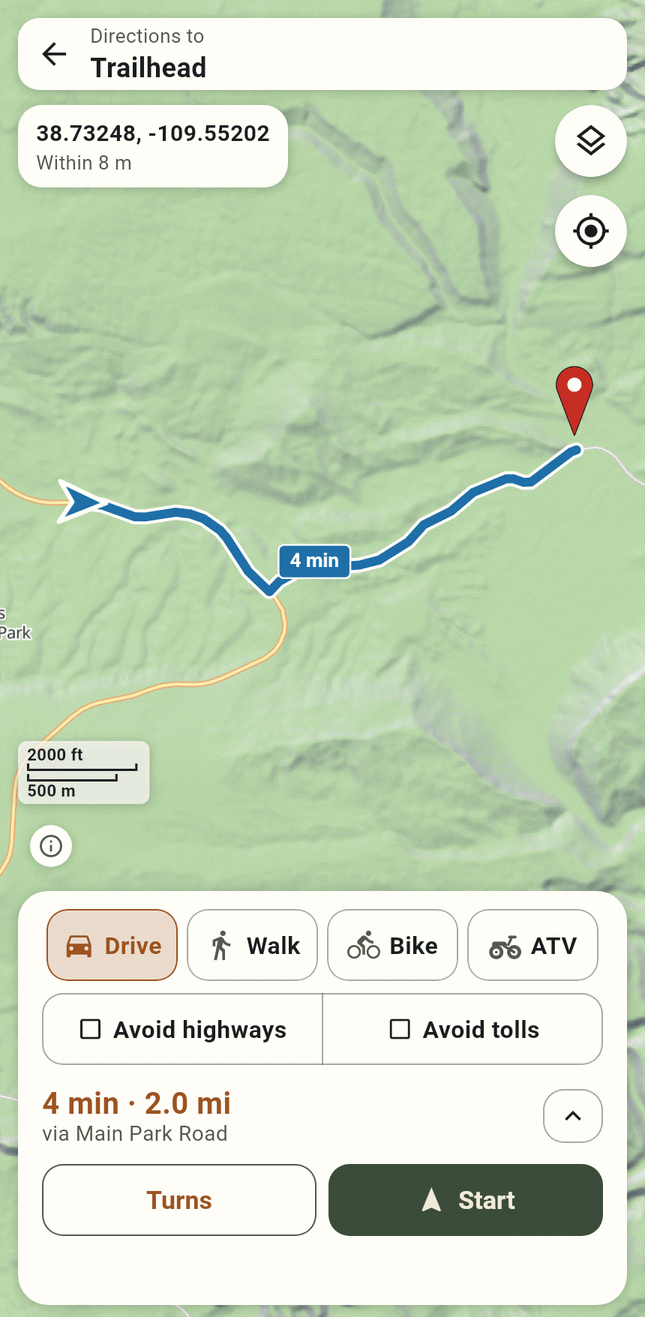 Directions to
Trailhead
38.73248, -109.55202
Within 8 m
4 min
s
Park
2000 ft
500 m
Drive
Walk
Bike
ATV
Avoid highways
Avoid tolls
4 min · 2.0 mi
via Main Park Road
Turns
Start